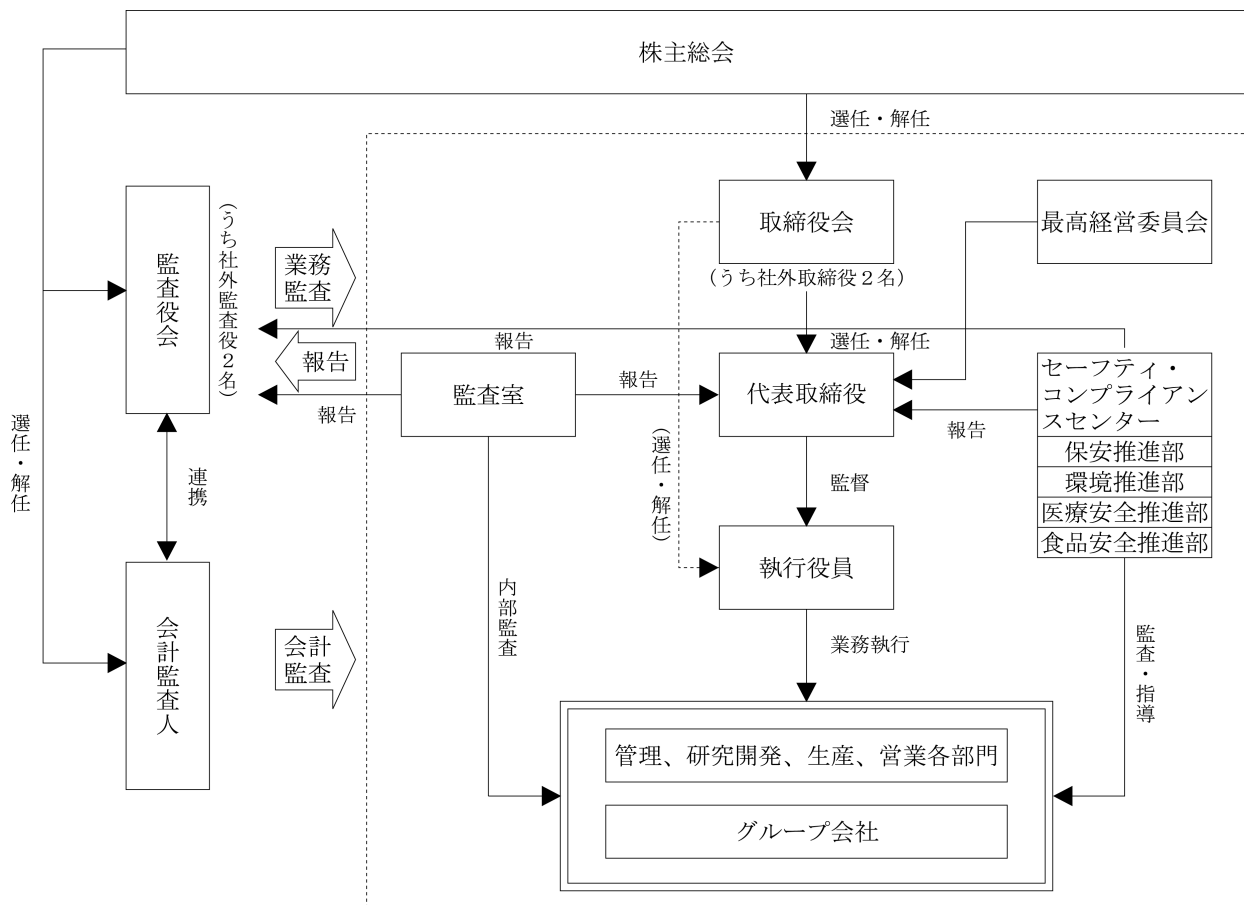 株主総会
選任・解任
取締役会
(うち社外取締役2名)
最高経営委員会
監査役会
(うち社外監査役2名)
業務
監査
報告
報告
報告
監査室
報告
選任・解任
代表取締役
報告
セーフティ・
コンプライアン
スセンター
保安推進部
環境推進部
医療安全推進部
食品安全推進部
選任・解任
連携
(選任・解任)
監督
執行役員
内部監査
会計監査人
会計
監査
業務執行
監査・指導
管理、研究開発、生産、営業各部門
グループ会社